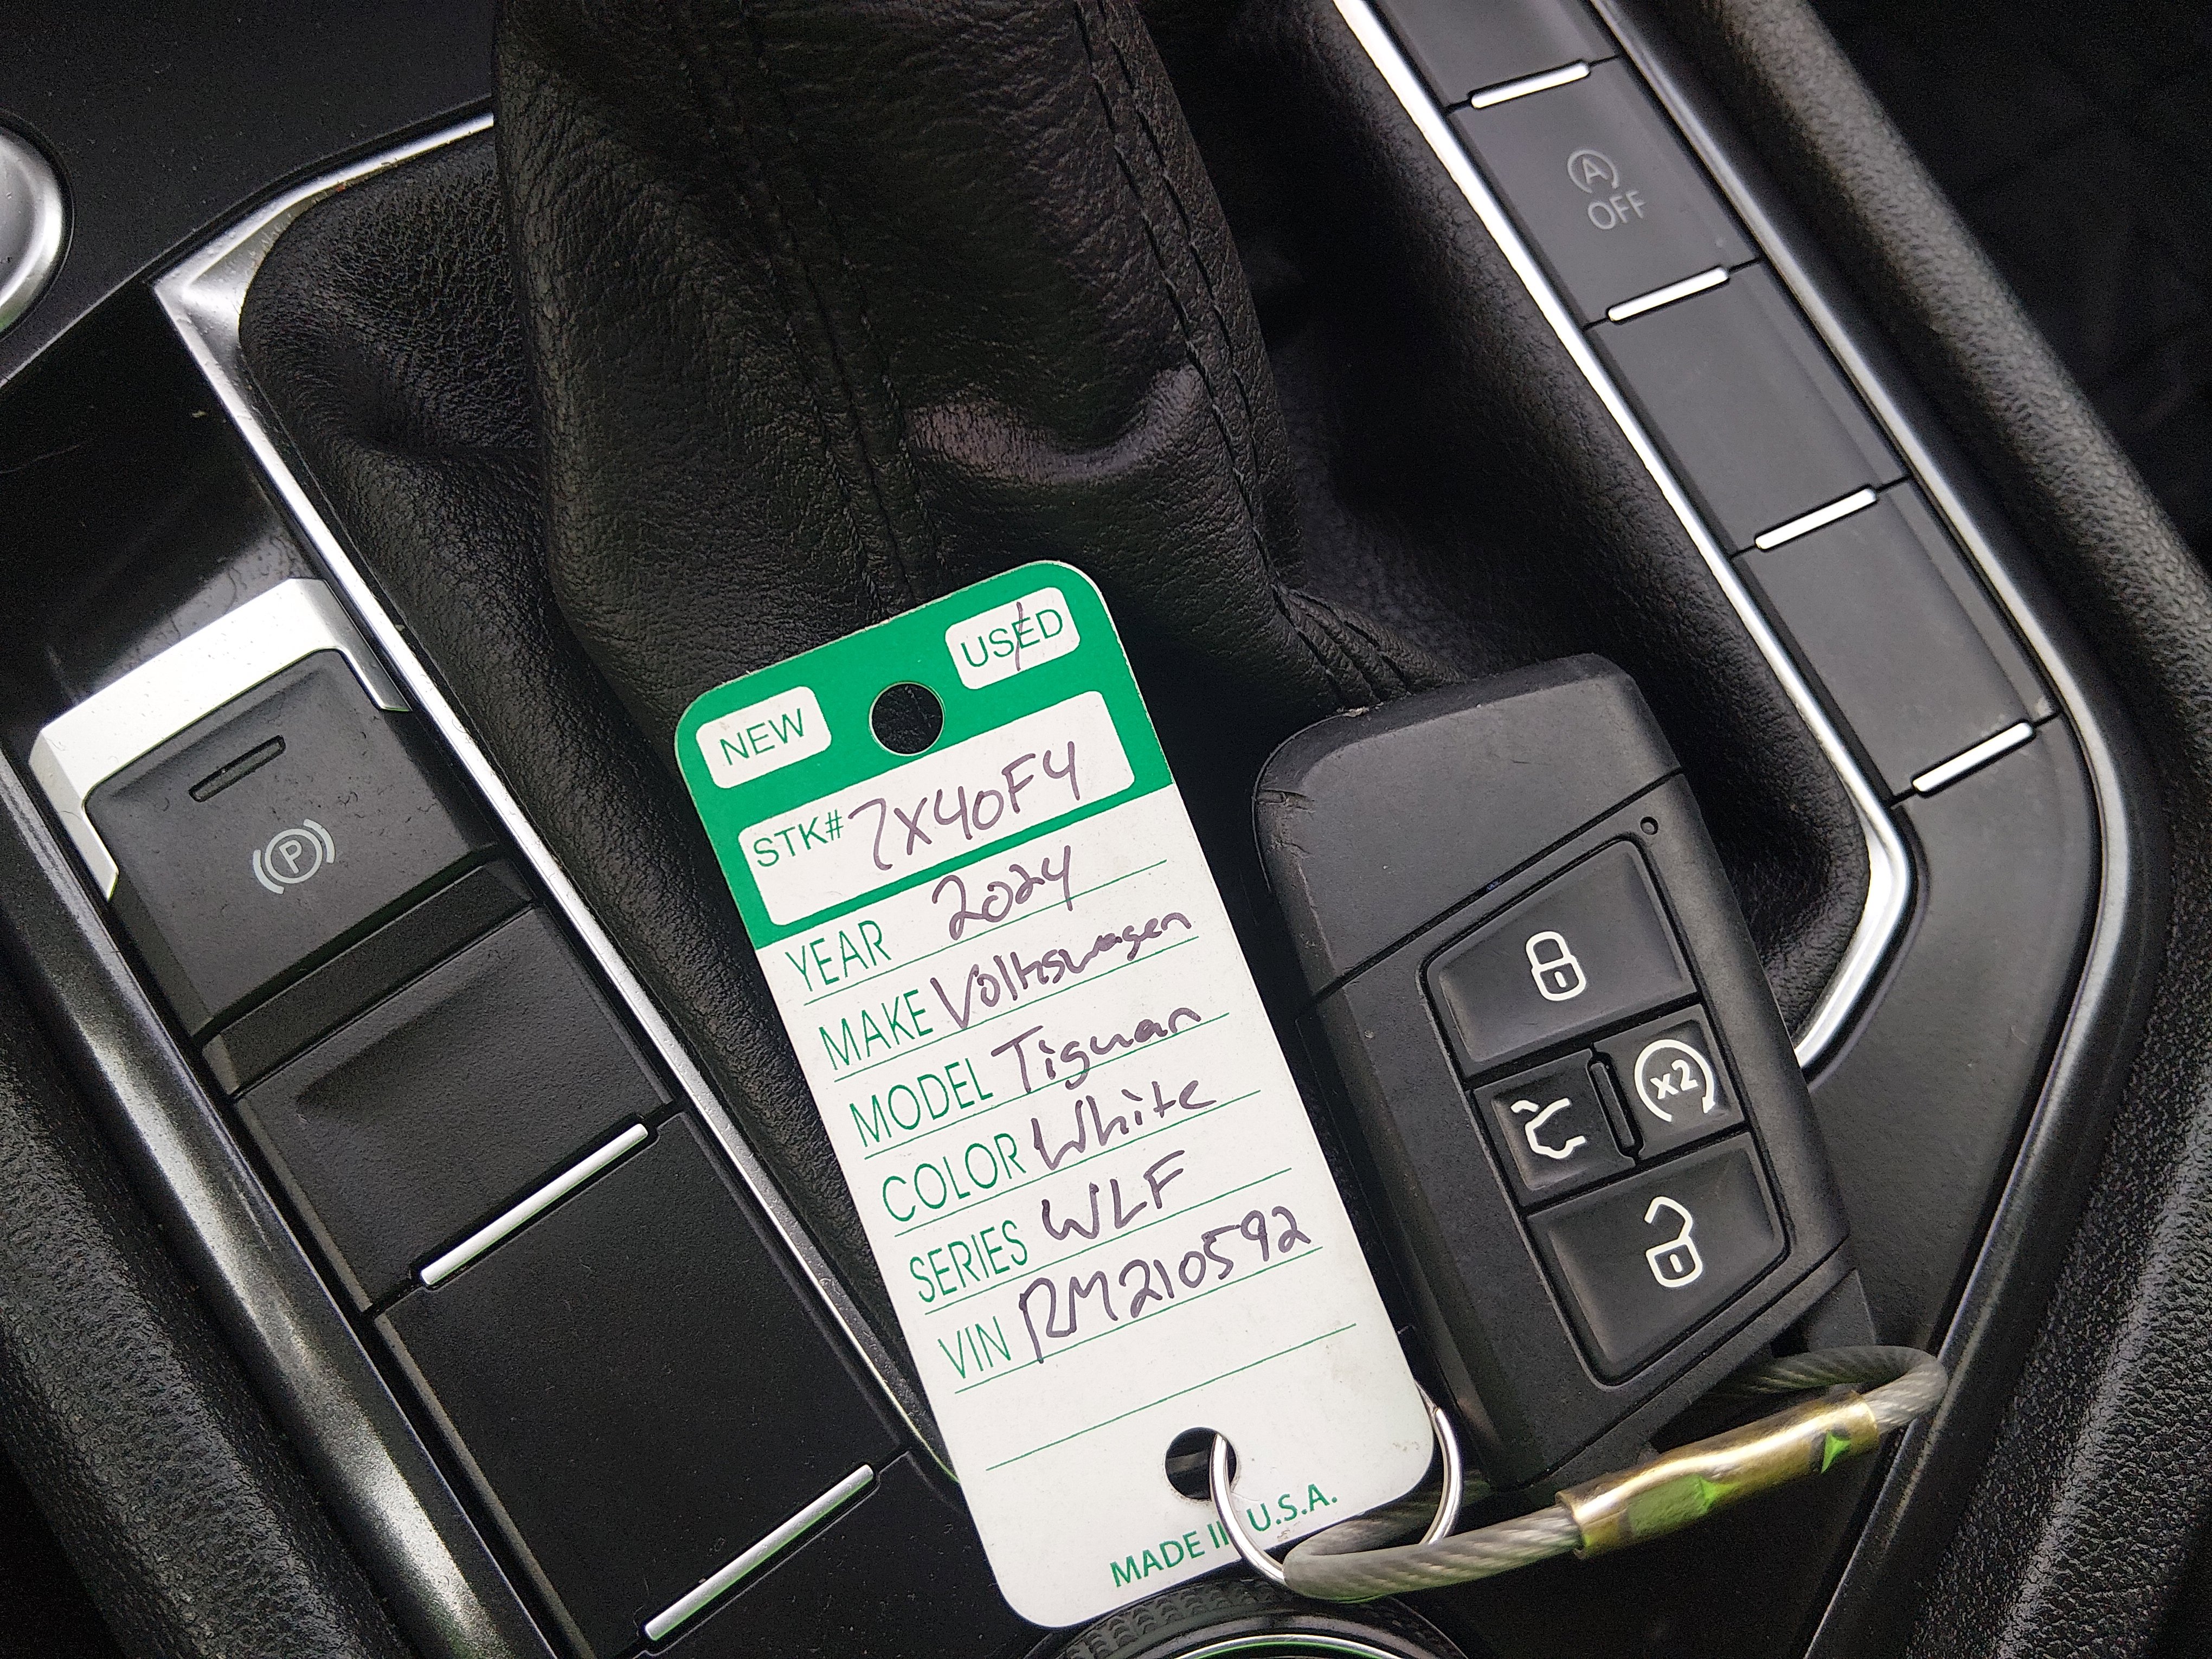 A
OFF
NEW USED
STK# 7X40F4
YEAR 2024
MAKE Volkswagen
MODEL Tiguan
COLOR White
SERIES WLF
VIN RM210592
MADE IN U.S.A.
P
x2